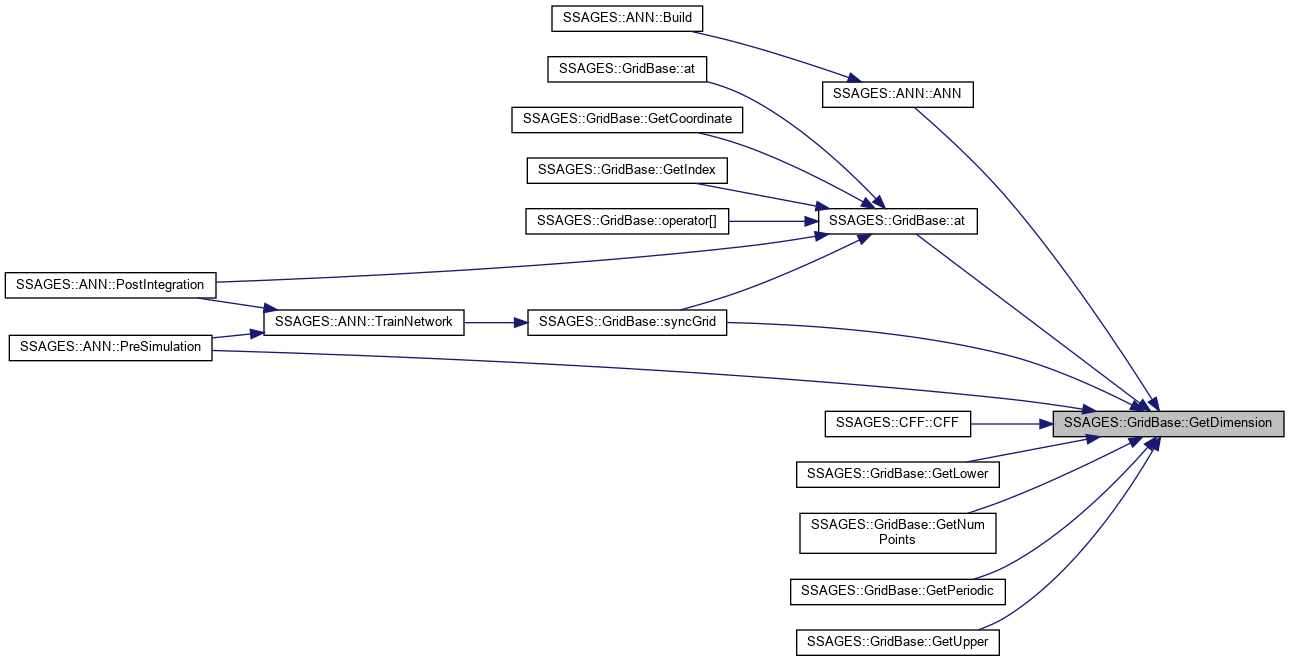 SSAGES::ANN::Build
SSAGES::GridBase::at
SSAGES::ANN::ANN
SSAGES::GridBase::GetCoordinate
SSAGES::GridBase::GetIndex
SSAGES::GridBase::operator[]
SSAGES::GridBase::at
SSAGES::ANN::PostIntegration
SSAGES::ANN::TrainNetwork
SSAGES::GridBase::syncGrid
SSAGES::ANN::PreSimulation
SSAGES::CFF::CFF
SSAGES::GridBase::GetDimension
SSAGES::GridBase::GetLower
SSAGES::GridBase::GetNum
Points
SSAGES::GridBase::GetPeriodic
SSAGES::GridBase::GetUpper